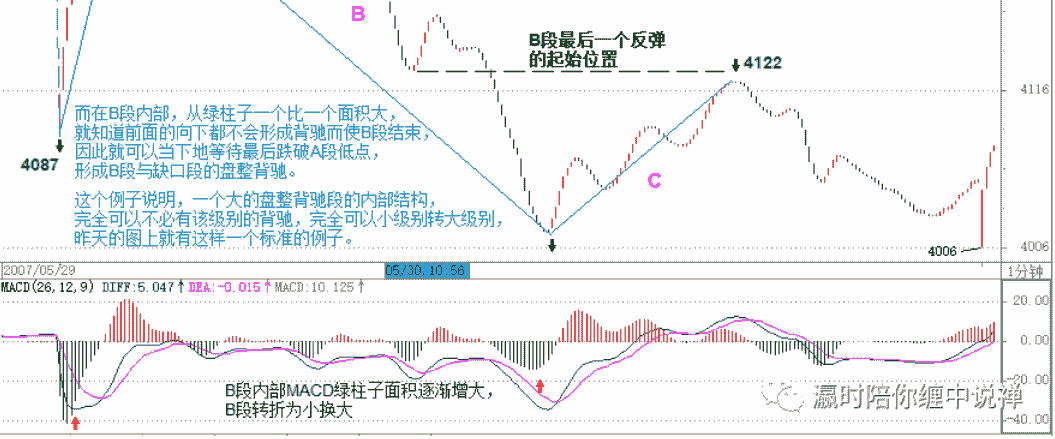 B
B段最后一个反弹
的起始位置
4122
4116
而在B段内部，从绿柱子一个比一个面积大，
就知道前面的向下都不会形成背驰而使B段结束，
因此就可以当下地等待最后跌破A段低点，
形成B段与缺口段的盘整背驰。
4087
C
这个例子说明，一个大的盘整背驰段的内部结构，
完全可以不必有该级别的背驰，完全可以小级别转大级别，
昨天的图上就有这样一个标准的例子。
4006
4006
2007/05/29
05/30,10:56
1分钟
MACD(26,12,9) DIFF:5.047↑ DEA:-0.015↑ MACD:10.125↑
20.00
0.00
-20.00
B段内部MACD绿柱子面积逐渐增大，
B段转折为小换大
瀛时陪你缠中说禅
-40.00